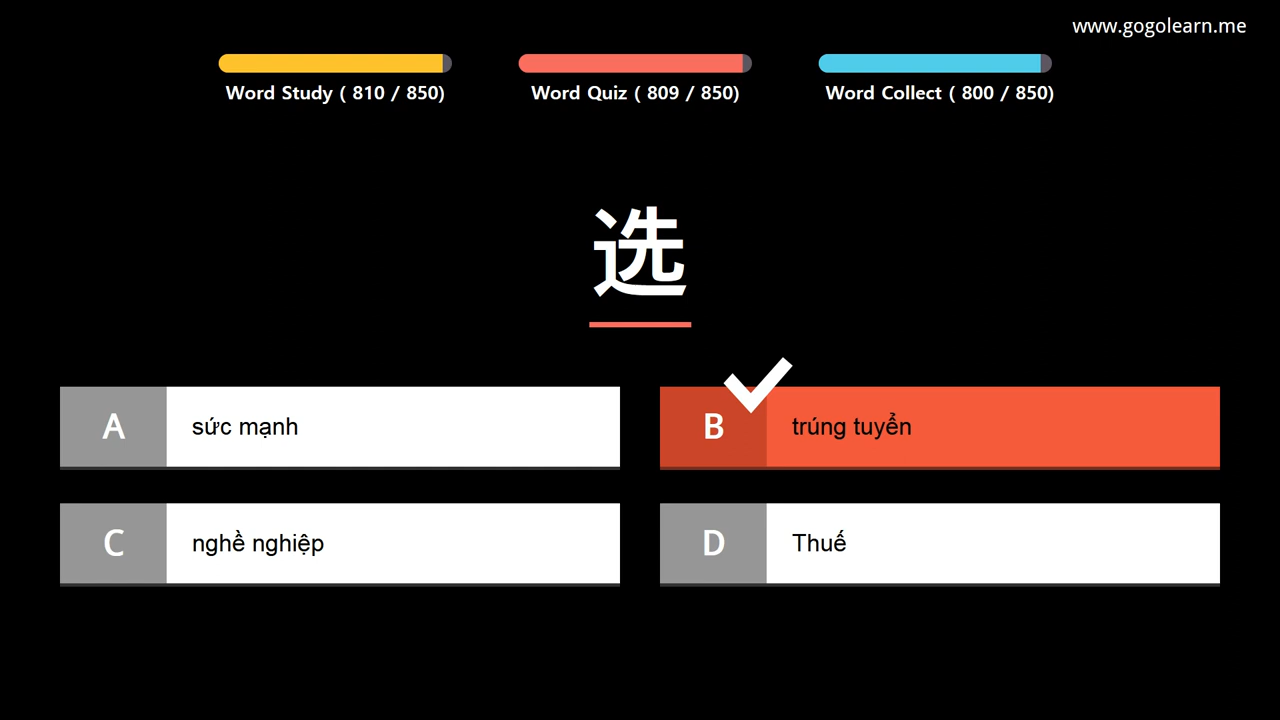 www.gogolearn.me
Word Study ( 810 / 850)
Word Quiz ( 809 / 850)
Word Collect ( 800 / 850)
选
A sức mạnh
B trúng tuyển
C nghề nghiệp
D Thuế